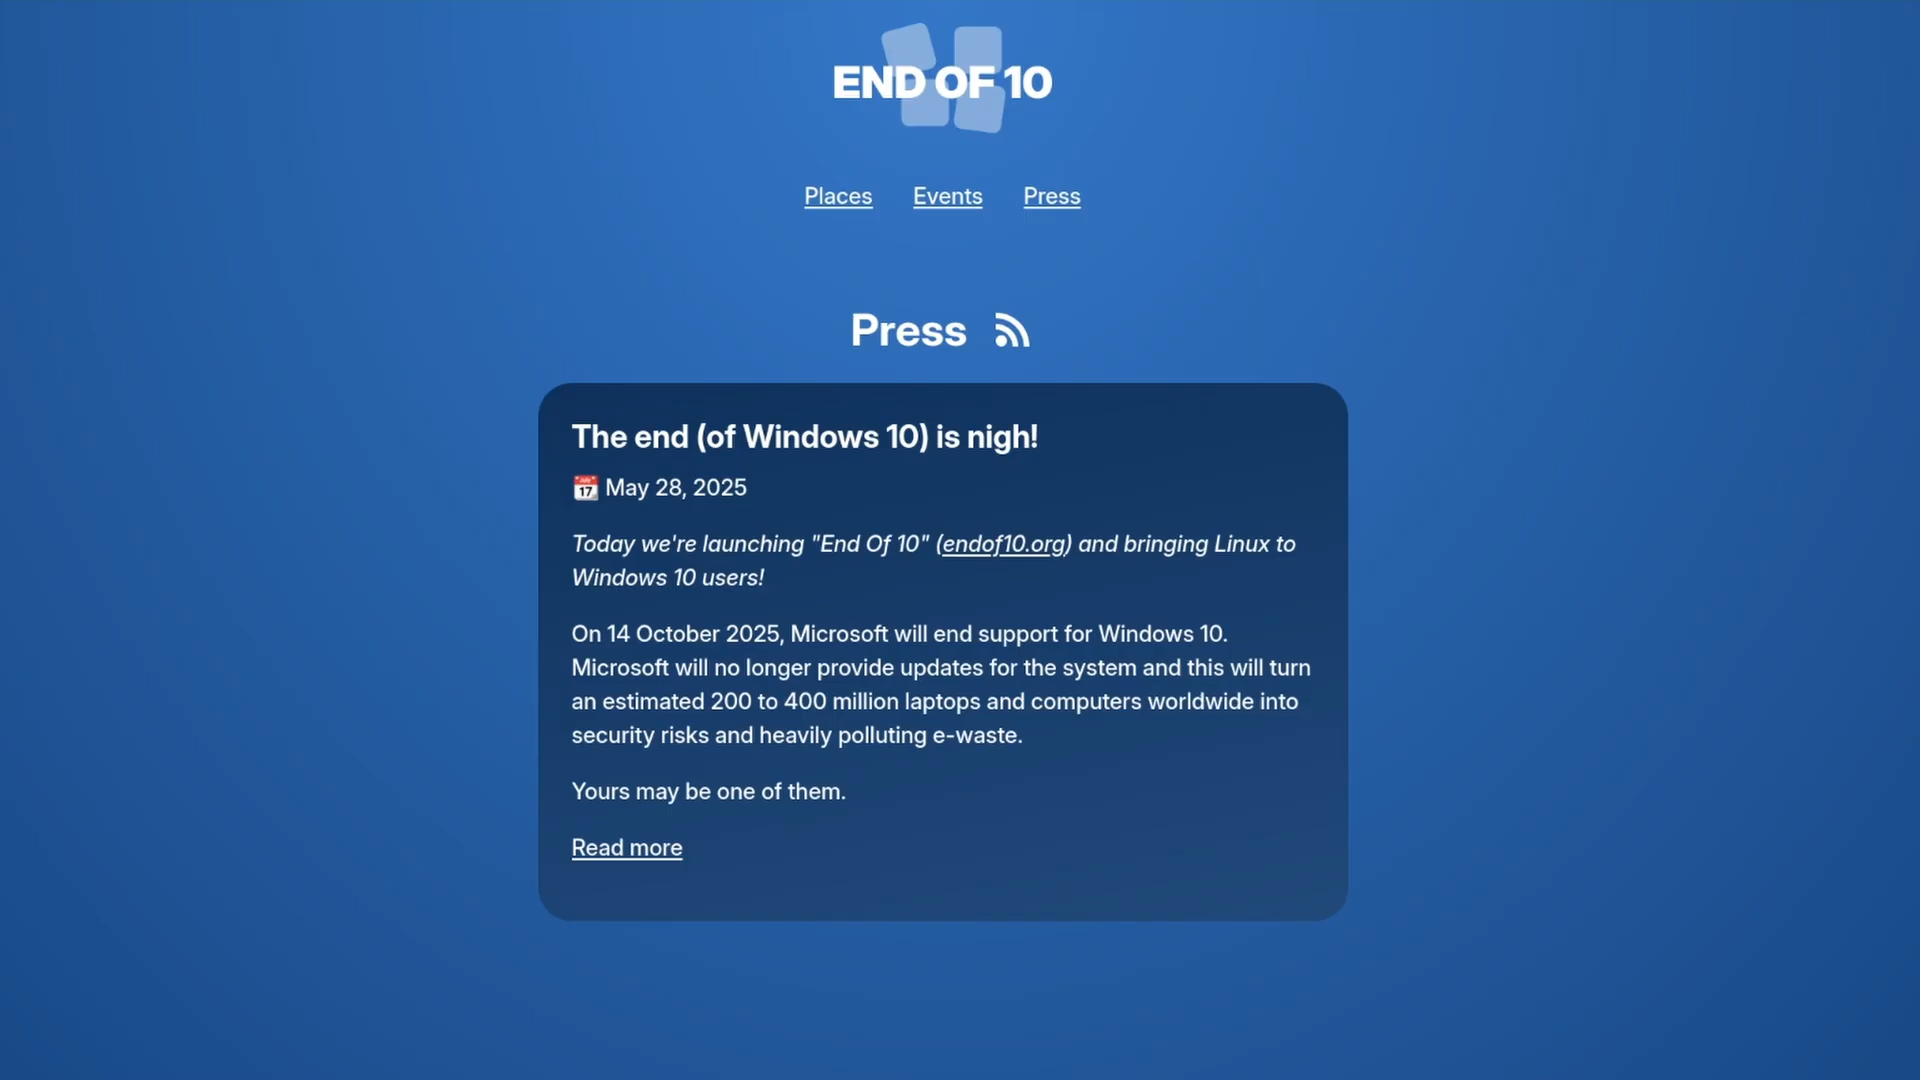 END OF 10
Places Events Press
Press
The end (of Windows 10) is nigh!
May 28, 2025
Today we're launching "End Of 10" (endof10.org) and bringing Linux to
Windows 10 users!
On 14 October 2025, Microsoft will end support for Windows 10.
Microsoft will no longer provide updates for the system and this will turn
an estimated 200 to 400 million laptops and computers worldwide into
security risks and heavily polluting e-waste.
Yours may be one of them.
Read more